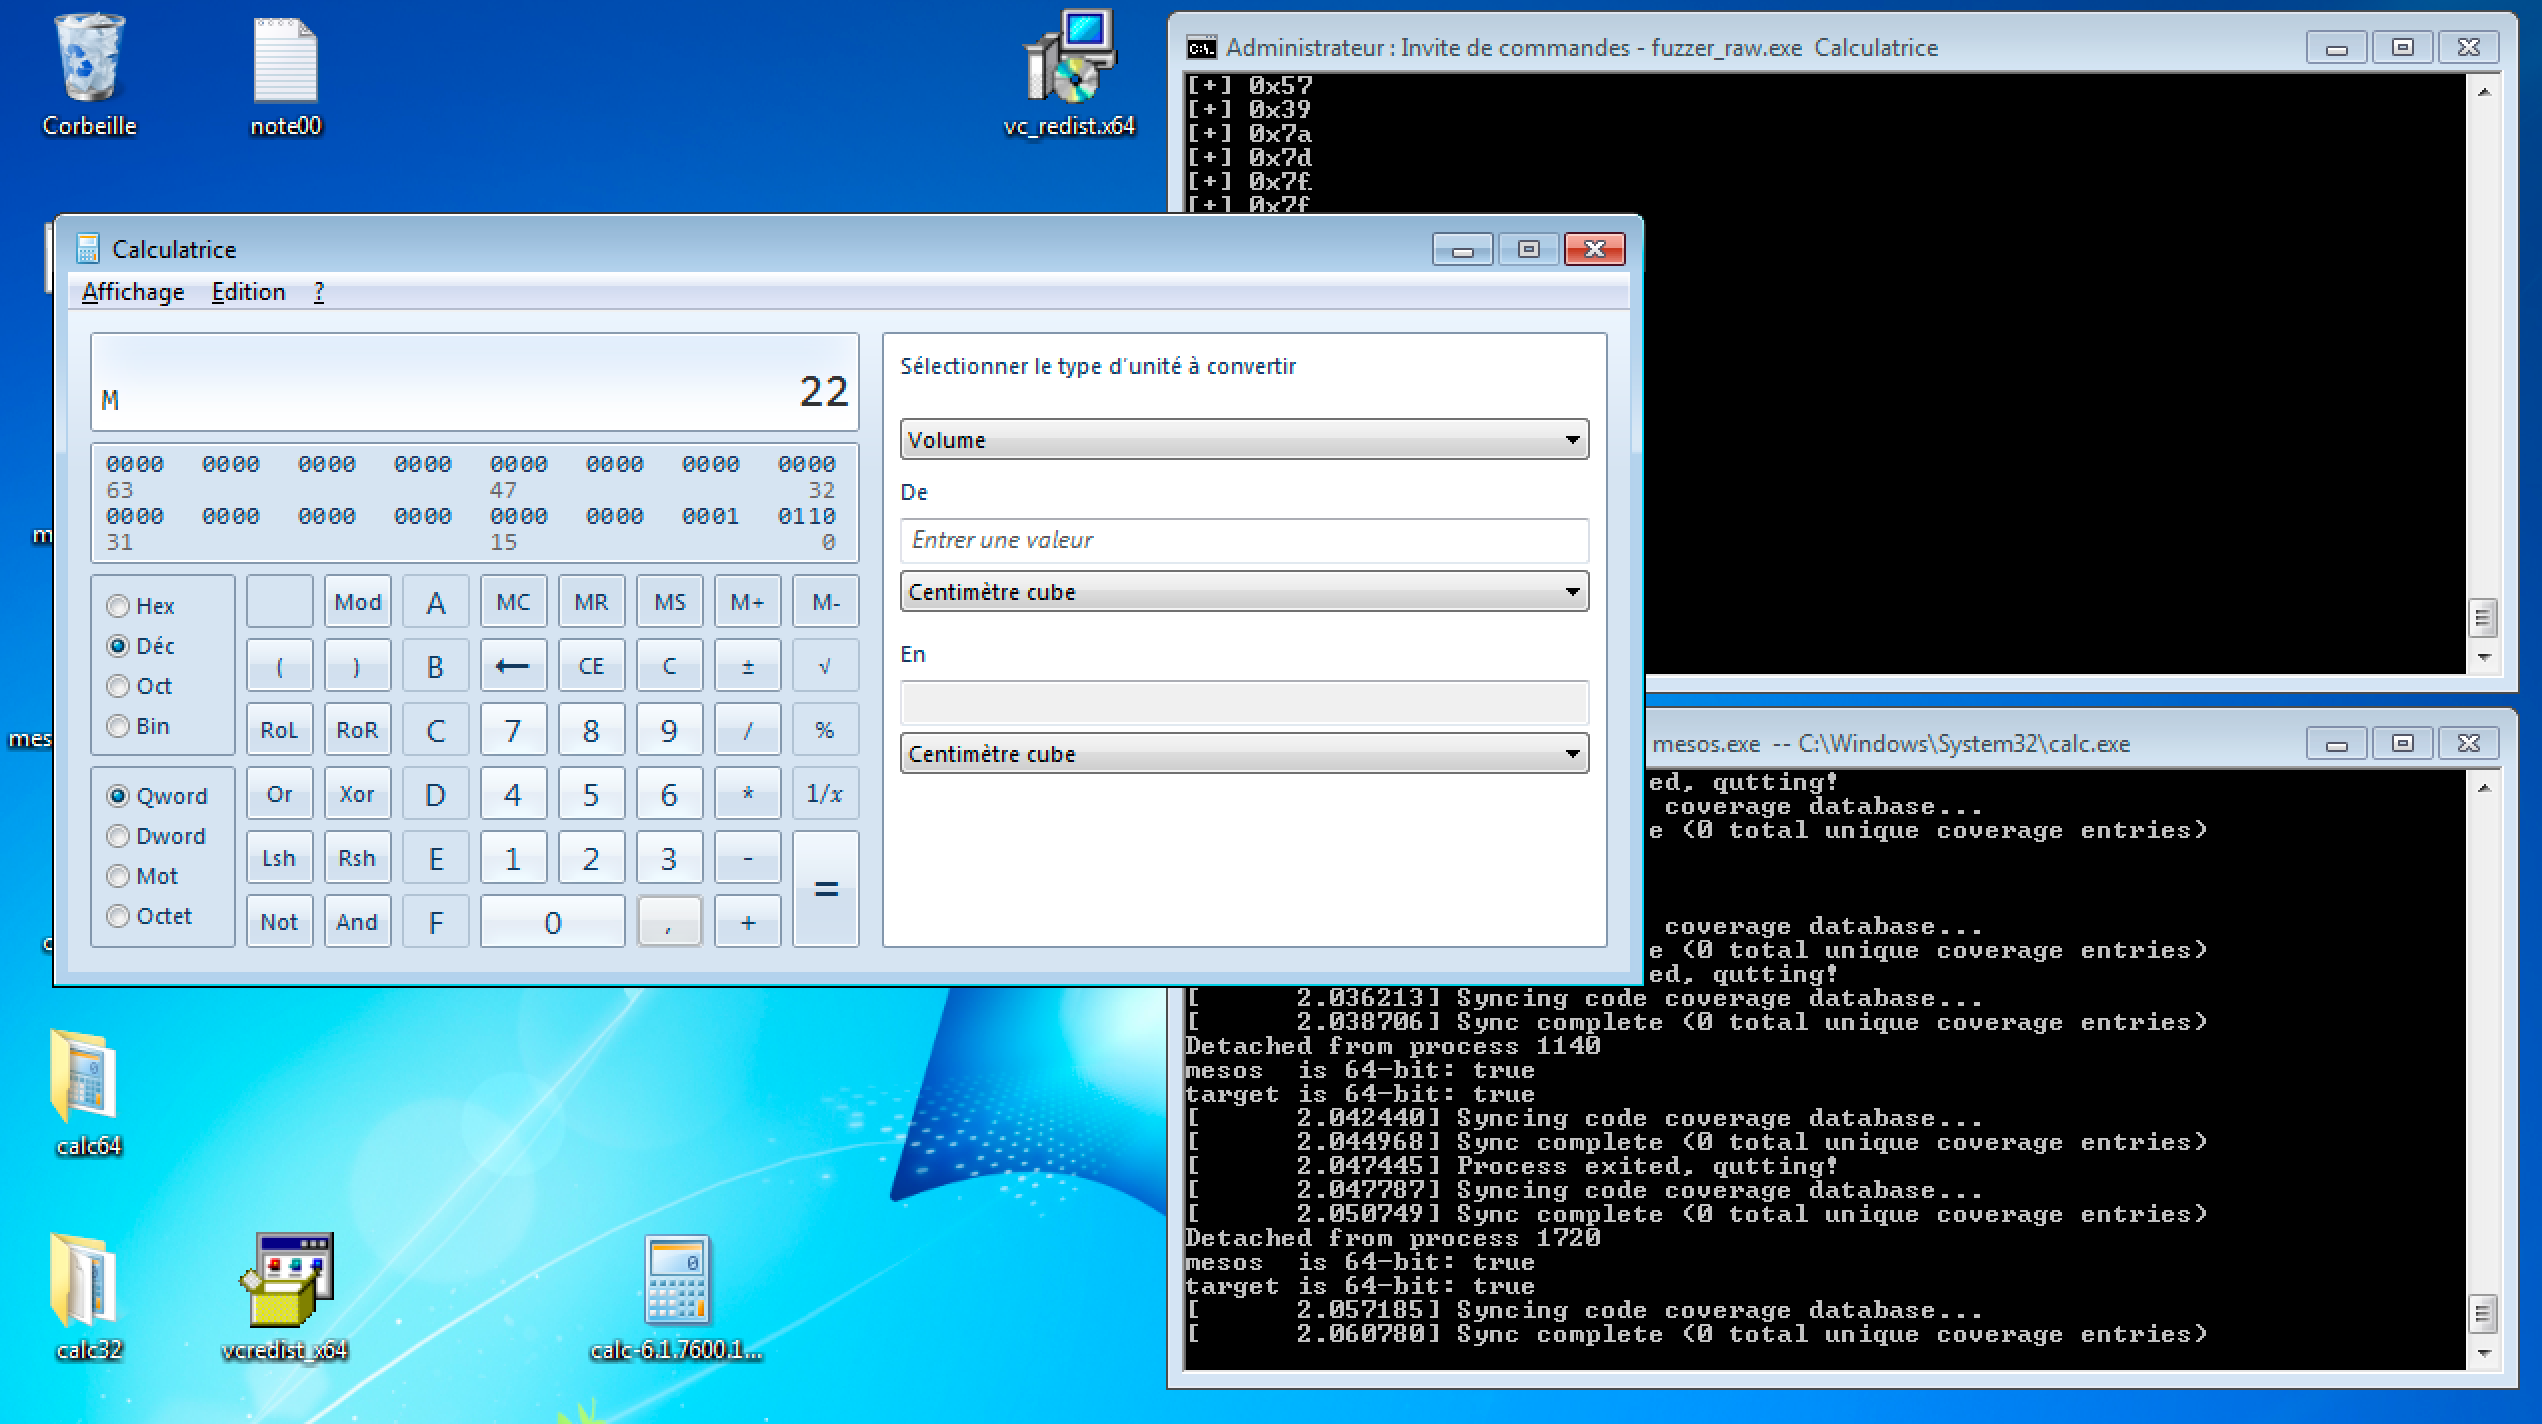 Corbeille
note00
vc_redist.x64
Administrateur : Invite de commandes - fuzzer_raw.exe Calculatrice
[+] 0x57
[+] 0x39
[+] 0x7a
[+] 0x7d
[+] 0x7f
[+] 0x7f
Calculatrice
Affichage Edition ?
M 22
0000 0000 0000 0000 0000 0000 0000 0000
63 47 32
0000 0000 0000 0000 0000 0000 0001 0110
31 15 0
Hex
Déc
Oct
Bin
Qword
Dword
Mot
Octet
Mod A MC MR MS M+ M-
( ) B ← CE C ± √
RoL RoR C 7 8 9 / %
Or Xor D 4 5 6 * 1/x
Lsh Rsh E 1 2 3 - =
Not And F 0 , +
Sélectionner le type d'unité à convertir
Volume
De
Entrer une valeur
Centimètre cube
En
Centimètre cube
mesos.exe -- C:\Windows\System32\calc.exe
ed, qutting!
coverage database...
e (0 total unique coverage entries)
coverage database...
e (0 total unique coverage entries)
ed, qutting!
[ 2.036213] Syncing code coverage database...
[ 2.038706] Sync complete (0 total unique coverage entries)
Detached from process 1140
mesos is 64-bit: true
target is 64-bit: true
[ 2.042440] Syncing code coverage database...
[ 2.044968] Sync complete (0 total unique coverage entries)
[ 2.047445] Process exited, qutting!
[ 2.047787] Syncing code coverage database...
[ 2.050749] Sync complete (0 total unique coverage entries)
Detached from process 1720
mesos is 64-bit: true
target is 64-bit: true
[ 2.057185] Syncing code coverage database...
[ 2.060780] Sync complete (0 total unique coverage entries)
m
mes
c
calc64
calc32
vcredist_x64
calc-6.1.7600.1...